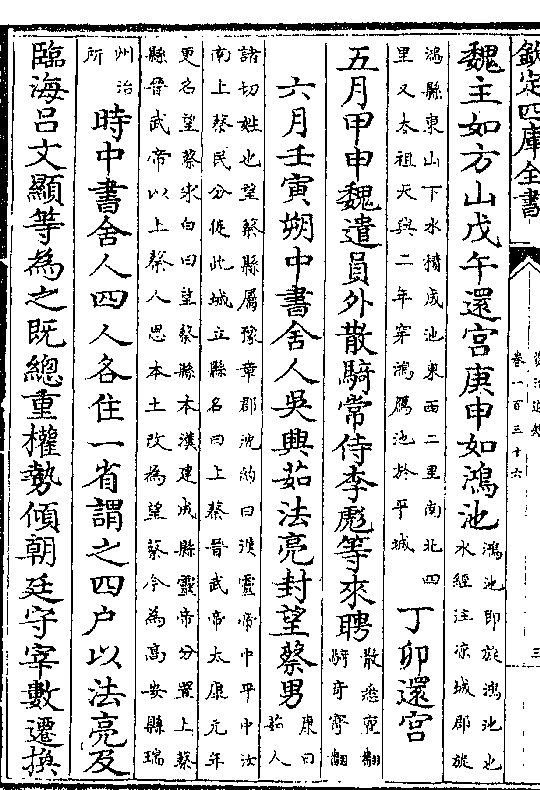 欽定四庫全書
資治通鑑
卷一百三十六
三
魏主如方山戊午還宫庚申如鴻池鴻池即旋鴻池也水經注凉城郡旋
鴻縣東山下水積成池東西二里南北四里又太祖天興二年穿鴻鴈池於平城丁卯還宫
五月甲申魏遣員外散騎常侍李彪等來聘散悉亶翻騎奇寄翻
六月壬寅朔中書舍人吳興茹法亮封望蔡男康曰茹人
諸切姓也望蔡縣屬豫章郡沈約曰漢靈帝中平中汝南上蔡民分徙此城立縣名曰上蔡晉武帝太康元年
更名望蔡宋白曰望蔡縣本漢建成縣靈帝分置上蔡縣晉武帝以上蔡人思本土改為望蔡今為高安縣瑞
州治所時中書舍人四人各住一省謂之四户以法亮及
臨海吕文顯等為之既總重權勢傾朝廷守宰數遷換